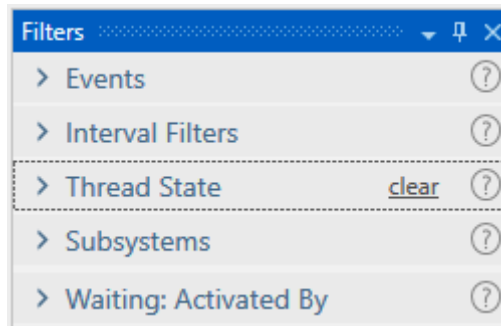 Filters
Events
Interval Filters
Thread State clear
Subsystems
Waiting: Activated By